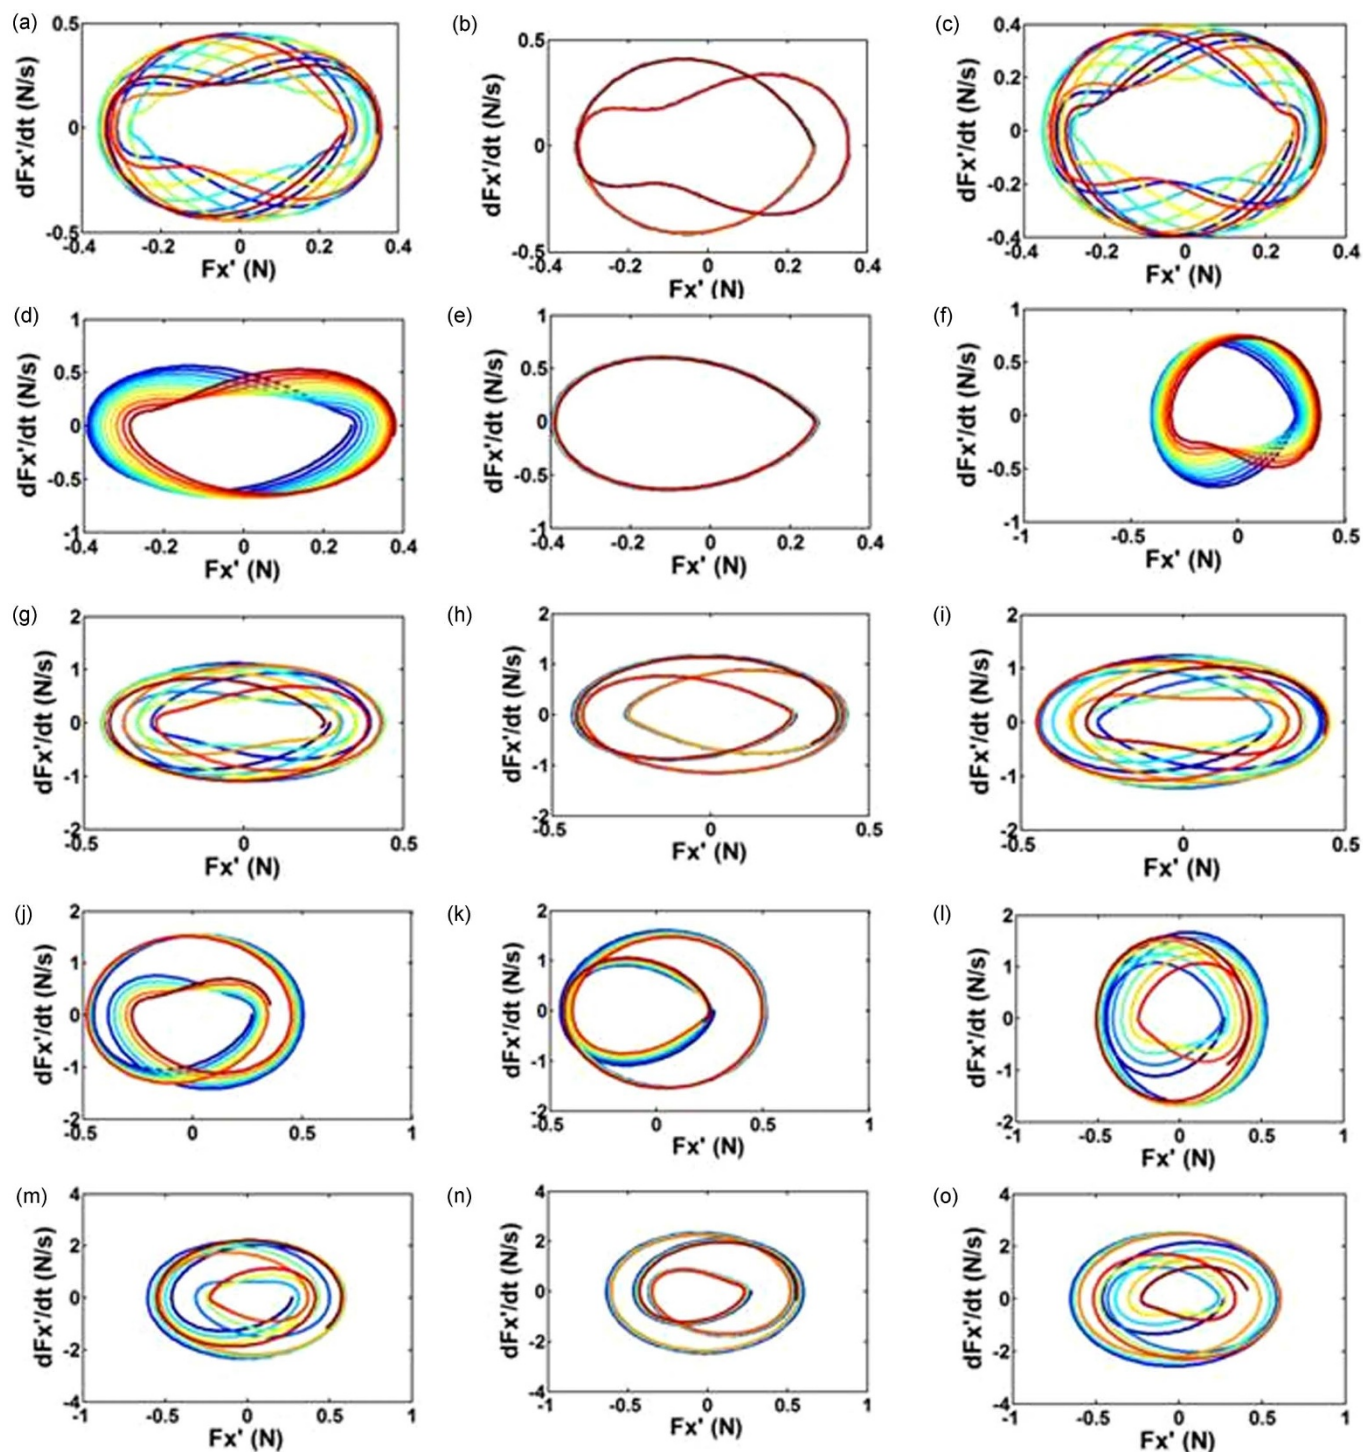 (a)
0.5
0
-0.5
dFx'/dt (N/s)
-0.4 -0.2 0 0.2 0.4
Fx' (N)
(b)
0.5
0
-0.5
dFx'/dt (N/s)
-0.4 -0.2 0 0.2 0.4
Fx' (N)
(c)
0.4
0.2
0
-0.2
-0.4
dFx'/dt (N/s)
-0.4 -0.2 0 0.2 0.4
Fx' (N)
(d)
1
0.5
0
-0.5
-1
dFx'/dt (N/s)
-0.4 -0.2 0 0.2 0.4
Fx' (N)
(e)
1
0.5
0
-0.5
-1
dFx'/dt (N/s)
-0.4 -0.2 0 0.2 0.4
Fx' (N)
(f)
1
0.5
0
-0.5
-1
dFx'/dt (N/s)
-1 -0.5 0 0.5
Fx' (N)
(g)
2
1
0
-1
-2
dFx'/dt (N/s)
-0.5 0 0.5
Fx' (N)
(h)
2
1
0
-1
-2
dFx'/dt (N/s)
-0.5 0 0.5
Fx' (N)
(i)
2
1
0
-1
-2
dFx'/dt (N/s)
-0.5 0 0.5
Fx' (N)
(j)
2
1
0
-1
-2
dFx'/dt (N/s)
-0.5 0 0.5 1
(k)
2
1
0
-1
-2
dFx'/dt (N/s)
-0.5 0 0.5 1
Fx' (N)
(l)
2
1
0
-1
-2
dFx'/dt (N/s)
-1 -0.5 0 0.5 1
Fx' (N)
(m)
4
2
0
-2
-4
dFx'/dt (N/s)
-1 -0.5 0 0.5 1
Fx' (N)
(n)
4
2
0
-2
-4
dFx'/dt (N/s)
-1 -0.5 0 0.5 1
Fx' (N)
(o)
4
2
0
-2
-4
dFx'/dt (N/s)
-1 -0.5 0 0.5 1
Fx' (N)